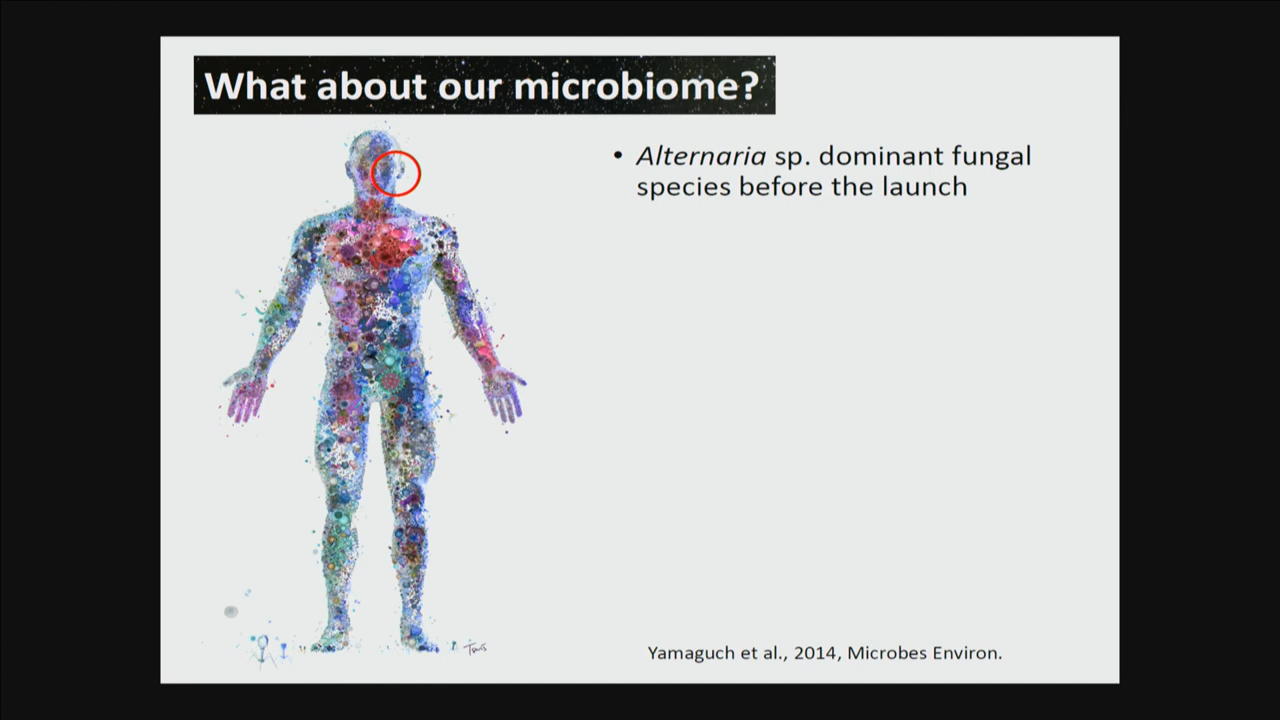 What about our microbiome?
• Alternaria sp. dominant fungal
species before the launch
Yamaguch et al., 2014, Microbes Environ.